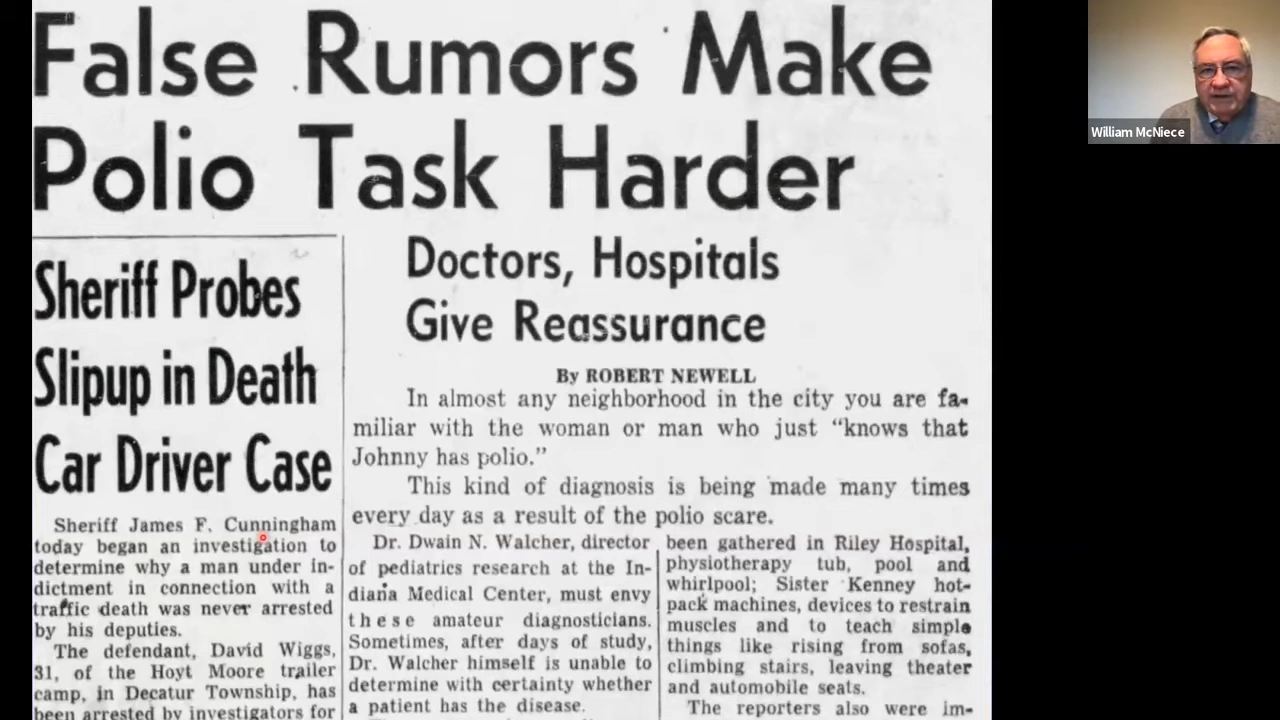 False Rumors Make
Polio Task Harder
Sheriff Probes
Slipup in Death
Car Driver Case
Sheriff James F. Cunningham
today began an investigation to
determine why a man under in-
dictment in connection with a
traffic death was never arrested
by his deputies.
The defendant, David Wiggs,
31, of the Hoyt Moore trailer
camp, in Decatur Township, has
been arrested by investigators for
Doctors, Hospitals
Give Reassurance
By ROBERT NEWELL
In almost any neighborhood in the city you are fa-
miliar with the woman or man who just “knows that
Johnny has polio.”
This kind of diagnosis is being made many times
every day as a result of the polio scare.
Dr. Dwain N. Walcher, director
of pediatrics research at the In-
diana Medical Center, must envy
these amateur diagnosticians.
Sometimes, after days of study,
Dr. Walcher himself is unable to
determine with certainty whether
a patient has the disease.
been gathered in Riley Hospital,
physiotherapy tub, pool and
whirlpool; Sister Kenney hot-
pack machines, devices to restrain
muscles and to teach simple
things like rising from sofas,
climbing stairs, leaving theater
and automobile seats.
The reporters also were im-
William McNiece